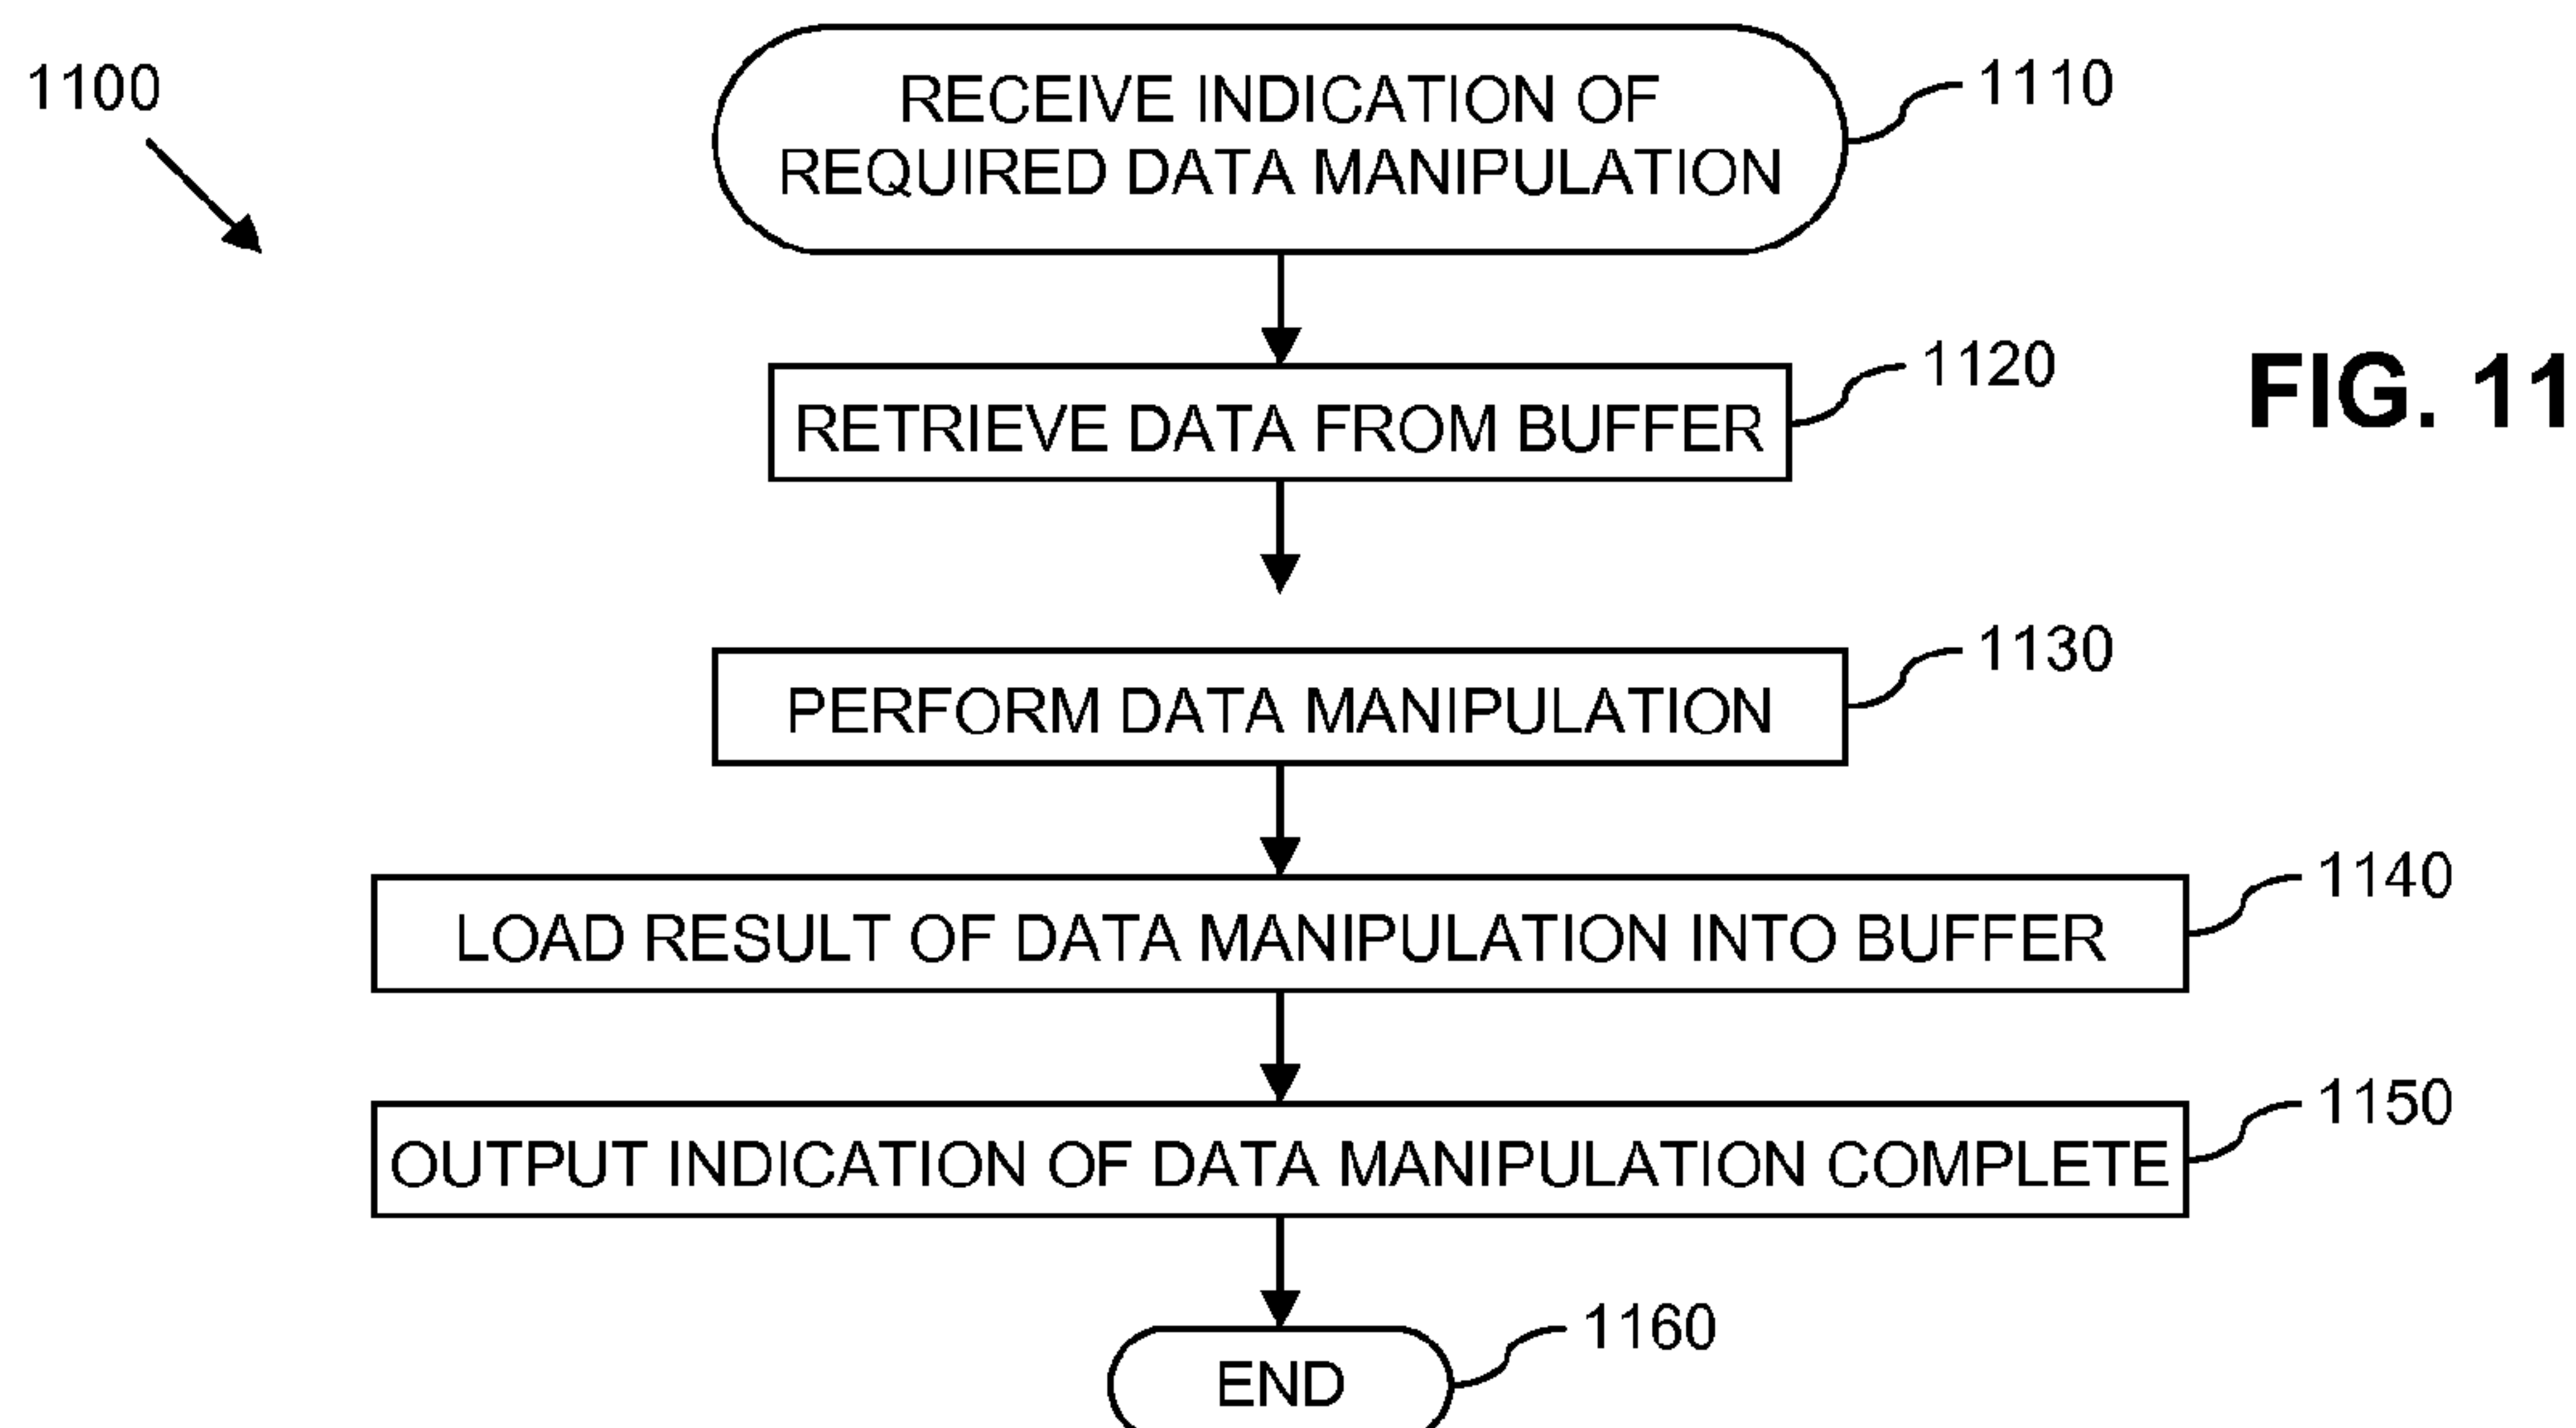 1100
RECEIVE INDICATION OF
REQUIRED DATA MANIPULATION
1110
RETRIEVE DATA FROM BUFFER
1120
FIG. 11
PERFORM DATA MANIPULATION
1130
LOAD RESULT OF DATA MANIPULATION INTO BUFFER
1140
OUTPUT INDICATION OF DATA MANIPULATION COMPLETE
1150
END
1160